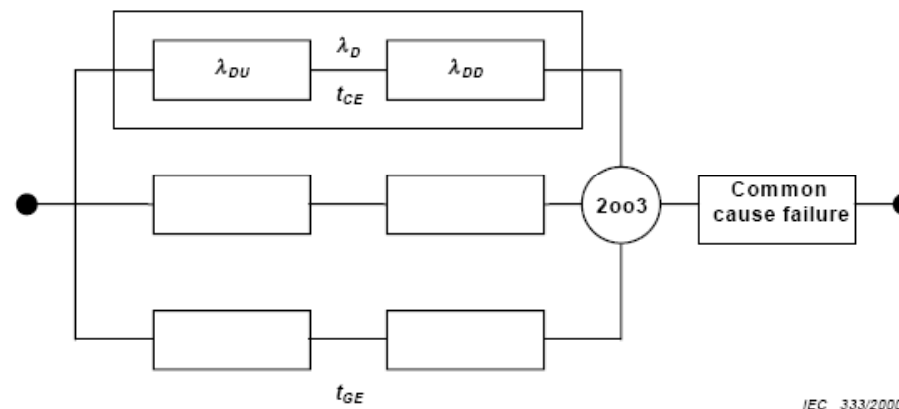 λD
λDU
λDD
tCE
2oo3
Common
cause failure
tGE
IEC 333/2000